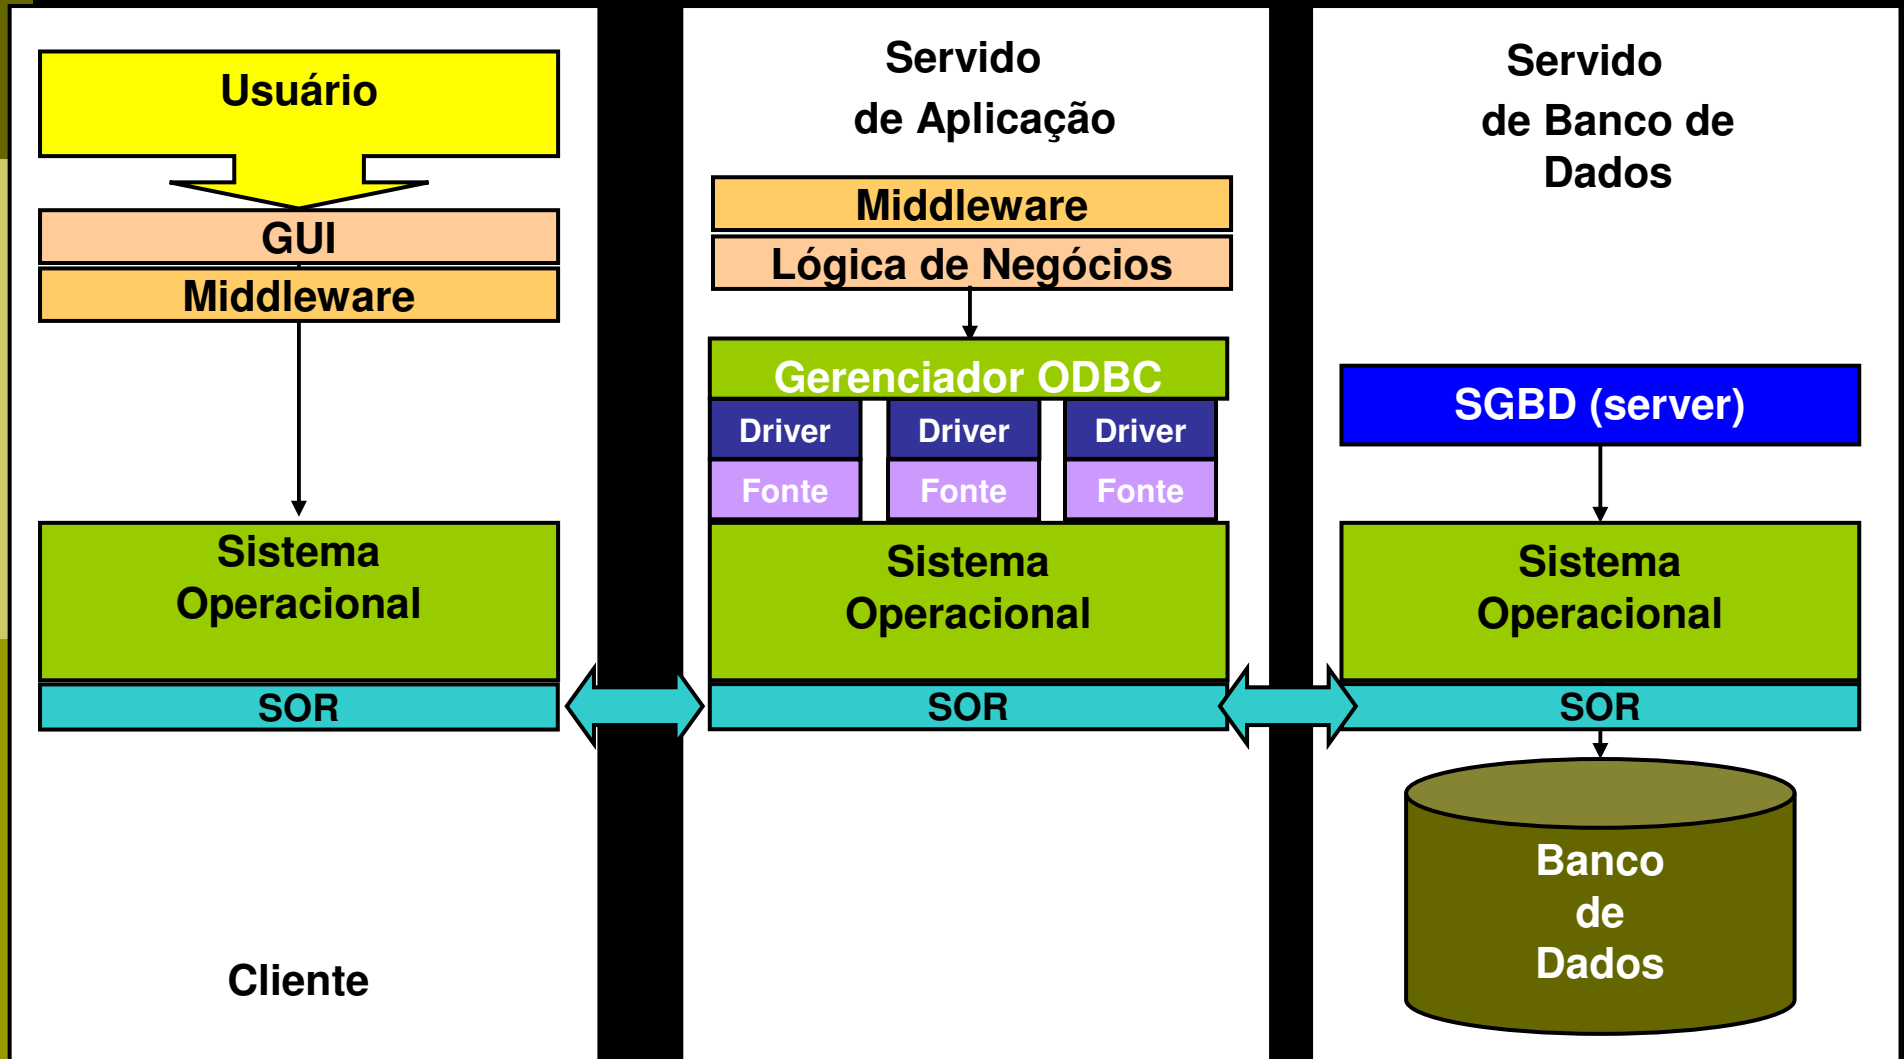 Usuário
GUI
Middleware
Sistema
Operacional
SOR
Cliente
Servido
de Aplicação
Middleware
Lógica de Negócios
Gerenciador ODBC
Driver
Driver
Driver
Fonte
Fonte
Fonte
Sistema
Operacional
SOR
Servido
de Banco de
Dados
SGBD (server)
Sistema
Operacional
SOR
Banco
de
Dados